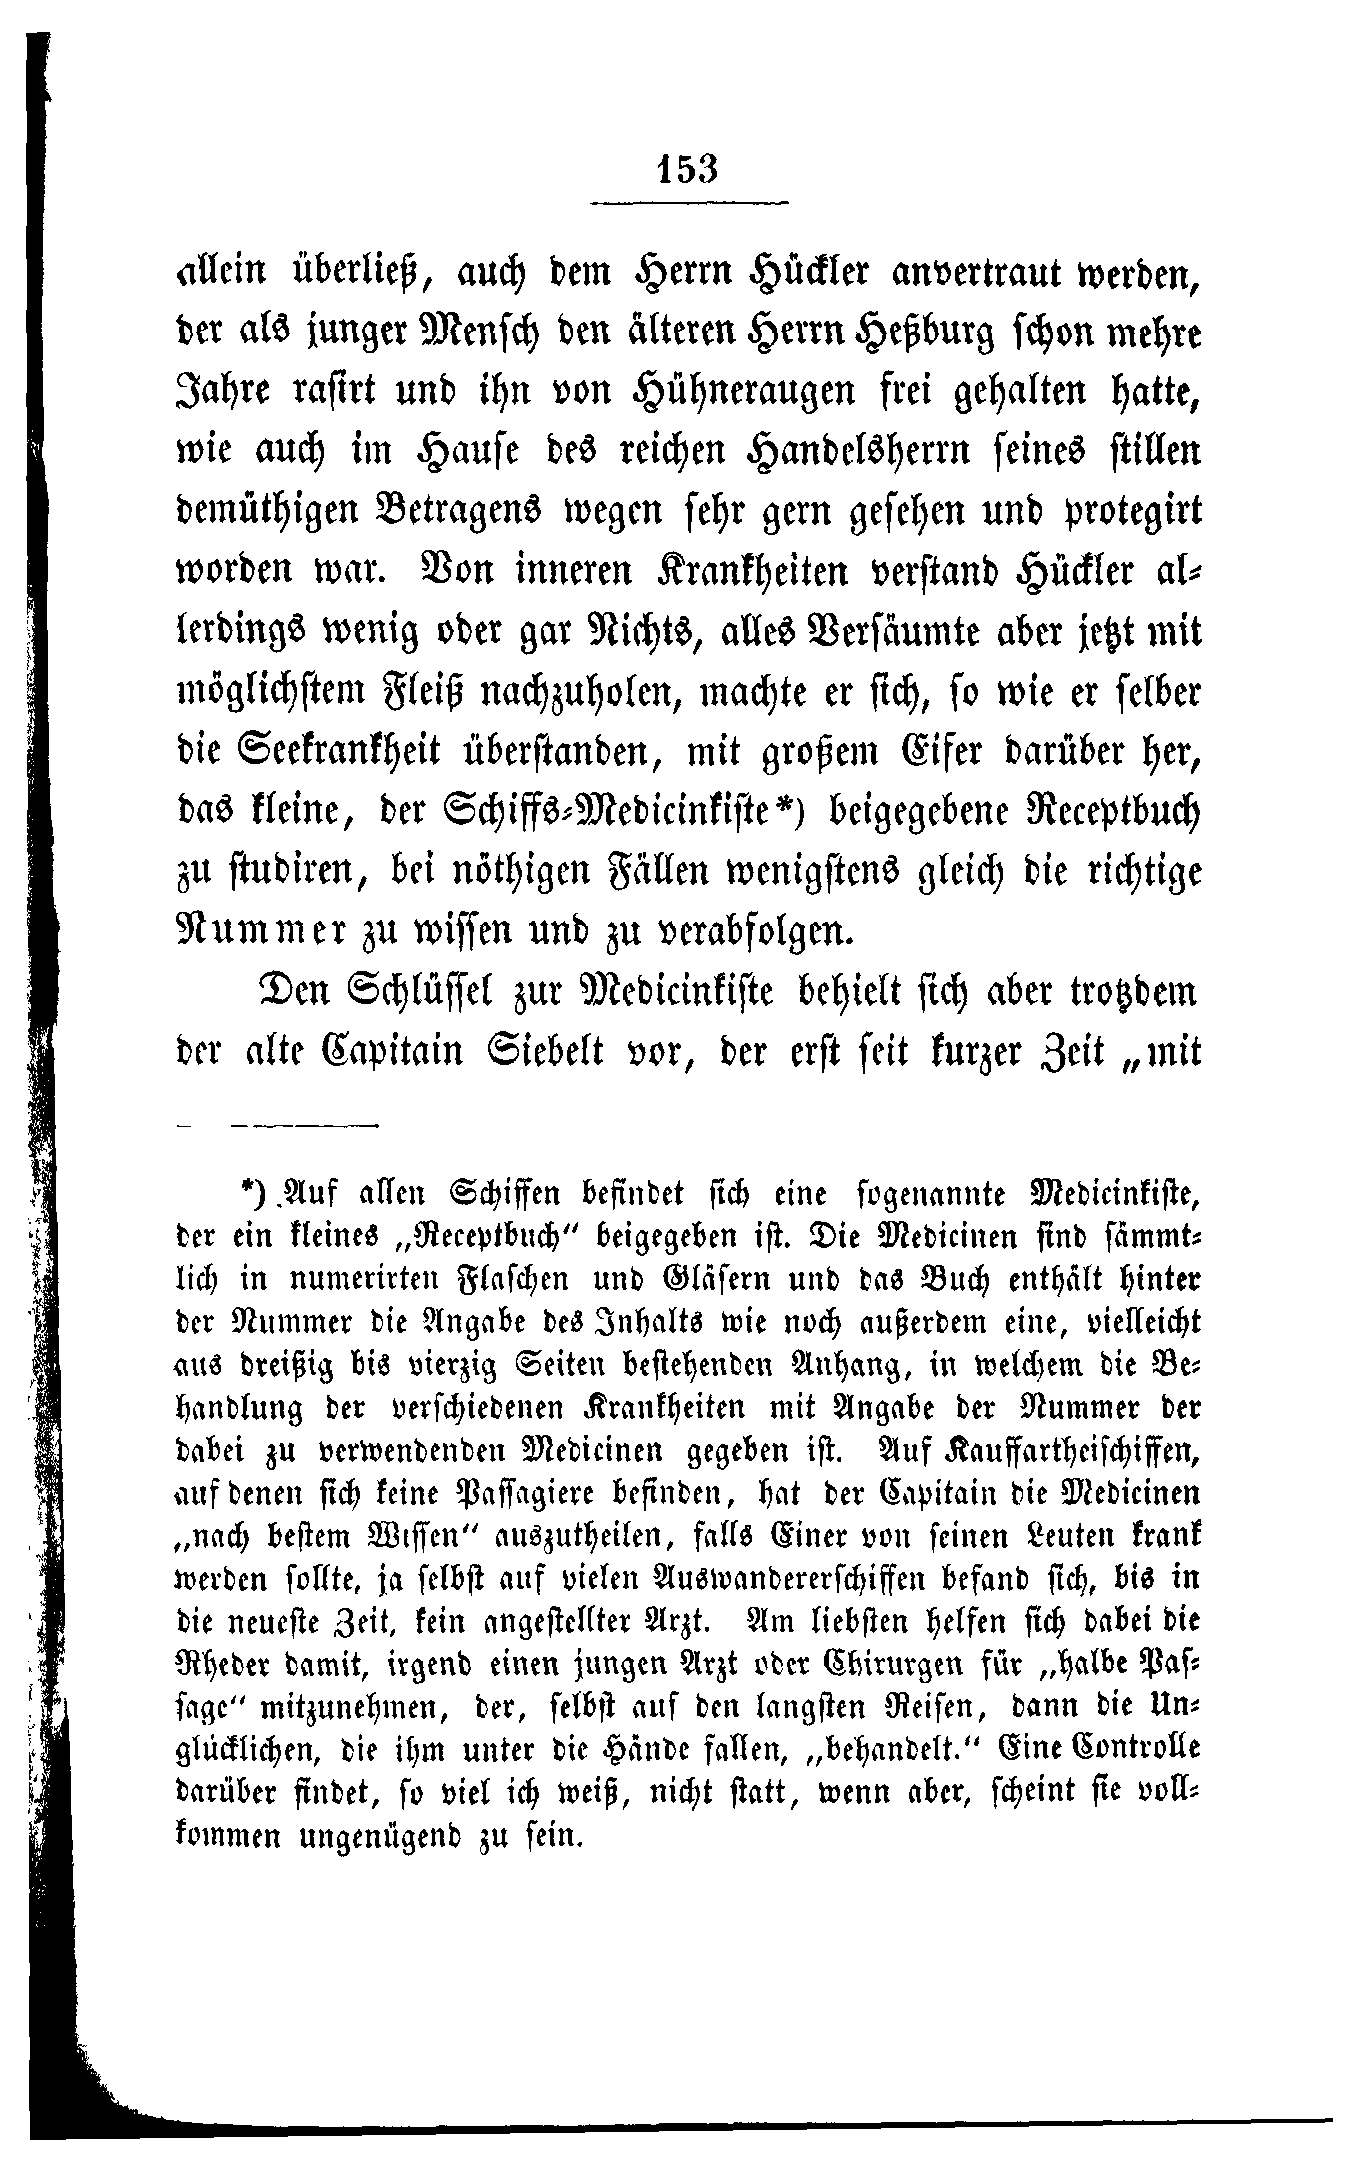 153
allein überließ, auch dem Herrn Hückler anvertraut werden,
der als junger Mensch den älteren Herrn Heßburg schon mehre
Jahre rasirt und ihn von Hühneraugen frei gehalten hatte,
wie auch im Hause des reichen Handelsherrn seines stillen
demüthigen Betragens wegen sehr gern gesehen und protegirt
worden war. Von inneren Krankheiten verstand Hückler al-
lerdings wenig oder gar Nichts, alles Versäumte aber jetzt mit
möglichstem Fleiß nachzuholen, machte er sich, so wie er selber
die Seekrankheit überstanden, mit großem Eifer darüber her,
das kleine, der Schiffs-Medicinkiste*) beigegebene Receptbuch
zu studiren, bei nöthigen Fällen wenigstens gleich die richtige
Nummer zu wissen und zu verabfolgen.
Den Schlüssel zur Medicinkiste behielt sich aber trotzdem
der alte Capitain Siebelt vor, der erst seit kurzer Zeit „mit
*) Auf allen Schiffen befindet sich eine sogenannte Medicinkiste,
der ein kleines „Receptbuch“ beigegeben ist. Die Medicinen sind sämmt-
lich in numerirten Flaschen und Gläsern und das Buch enthält hinter
der Nummer die Angabe des Inhalts wie noch außerdem eine, vielleicht
aus dreißig bis vierzig Seiten bestehenden Anhang, in welchem die Be-
handlung der verschiedenen Krankheiten mit Angabe der Nummer der
dabei zu verwendenden Medicinen gegeben ist. Auf Kauffartheischiffen,
auf denen sich keine Passagiere befinden, hat der Capitain die Medicinen
„nach bestem Wissen“ auszutheilen, falls Einer von seinen Leuten krank
werden sollte, ja selbst auf vielen Auswandererschiffen befand sich, bis in
die neueste Zeit, kein angestellter Arzt. Am liebsten helfen sich dabei die
Rheder damit, irgend einen jungen Arzt oder Chirurgen für „halbe Pas-
sage“ mitzunehmen, der, selbst auf den langsten Reisen, dann die Un-
glücklichen, die ihm unter die Hände fallen, „behandelt.“ Eine Controlle
darüber findet, so viel ich weiß, nicht statt, wenn aber, scheint sie voll-
kommen ungenügend zu sein.